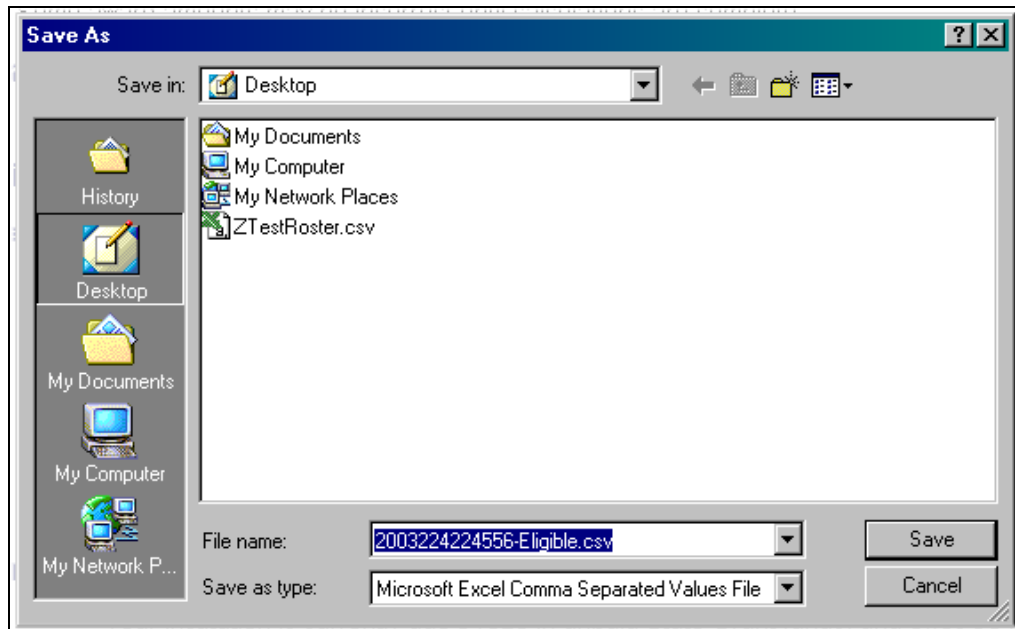 Save As
Save in: Desktop
History
Desktop
My Documents
My Computer
My Network P...
My Documents
My Computer
My Network Places
ZTestRoster.csv
File name: 2003224224556-Eligible.csv Save
Save as type: Microsoft Excel Comma Separated Values File Cancel